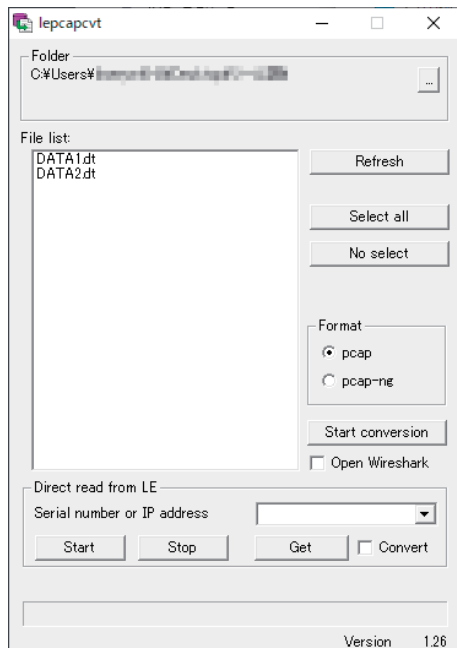 lepcapcvt
Folder
C:¥Users¥
...
File list:
DATA1.dt
DATA2.dt
Refresh
Select all
No select
Format
pcap
pcap-ng
Start conversion
Open Wireshark
Direct read from LE
Serial number or IP address
Start Stop Get Convert
Version 1.26